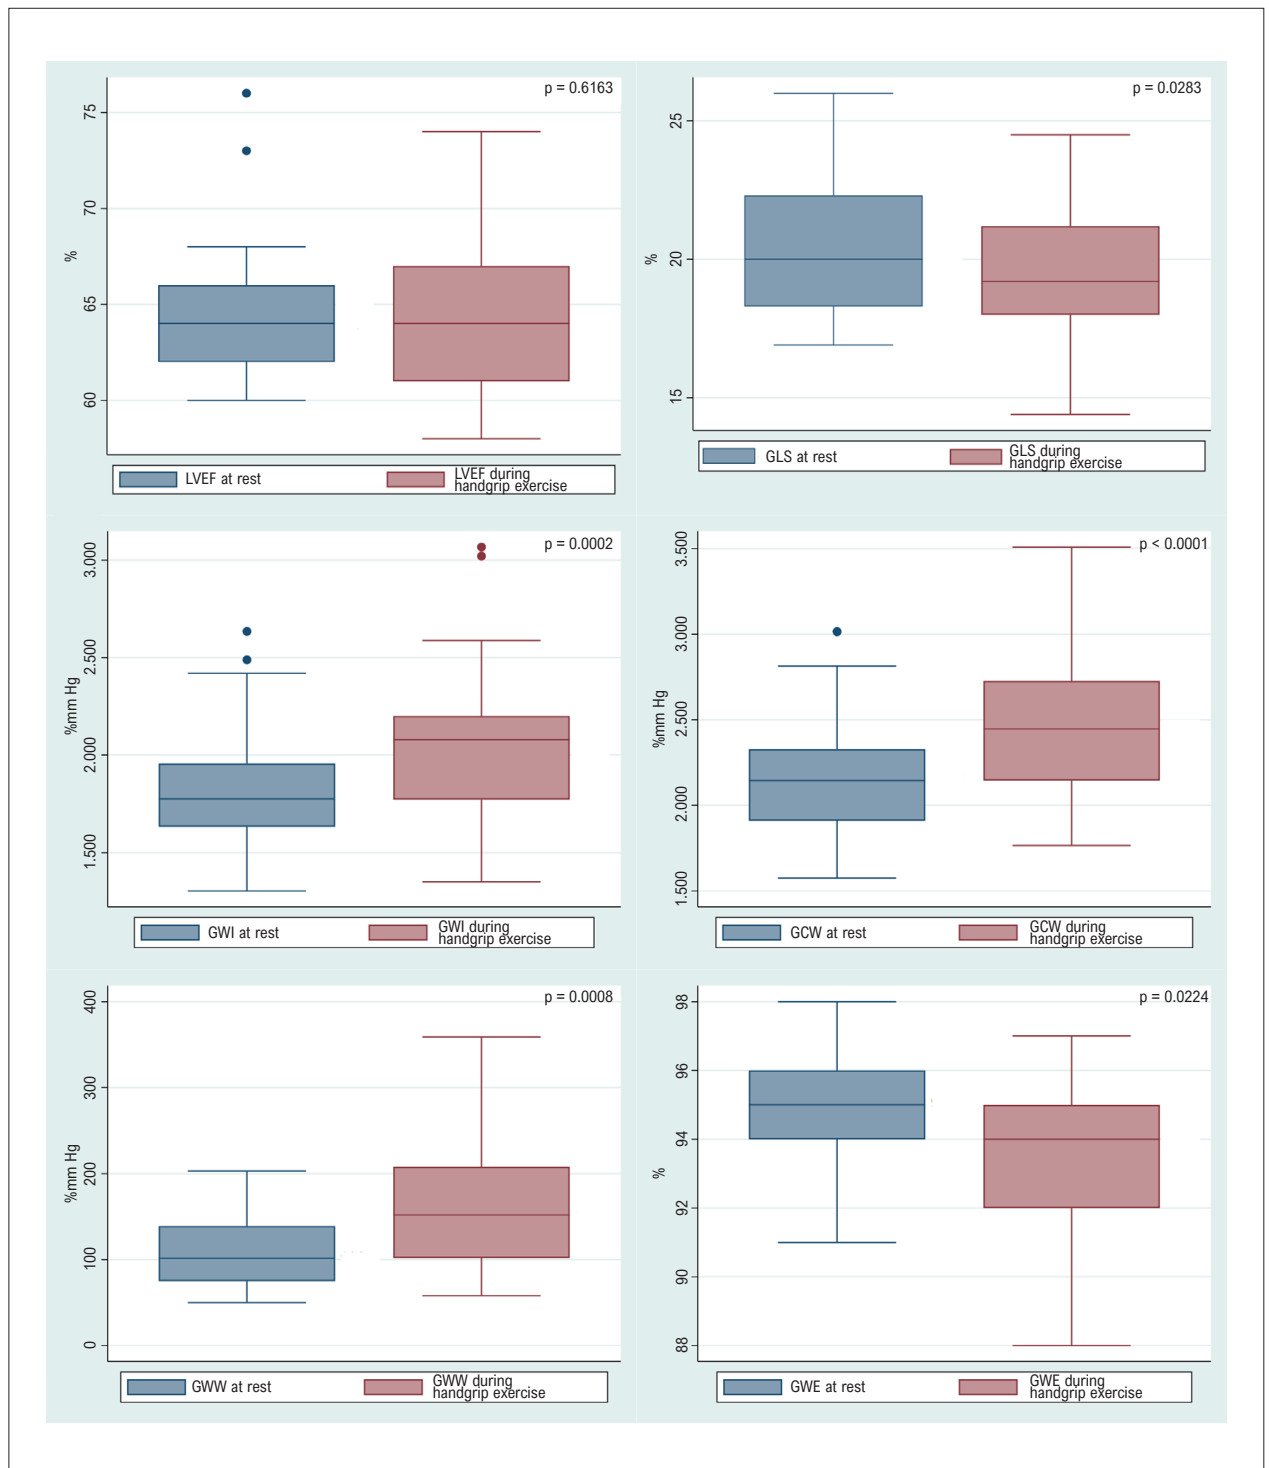 p = 0.6163
75
70
65
60
%
LVEF at rest
LVEF during
handgrip exercise
p = 0.0283
25
20
15
%
GLS at rest
GLS during
handgrip exercise
p = 0.0002
3.000
2.500
2.000
1.500
%mm Hg
GWI at rest
GWI during
handgrip exercise
p < 0.0001
3.500
3.000
2.500
2.000
1.500
%mm Hg
GCW at rest
GCW during
handgrip exercise
p = 0.0008
400
300
200
100
0
%mm Hg
GWW at rest
GWW during
handgrip exercise
p = 0.0224
98
96
94
92
90
88
%
GWE at rest
GWE during
handgrip exercise